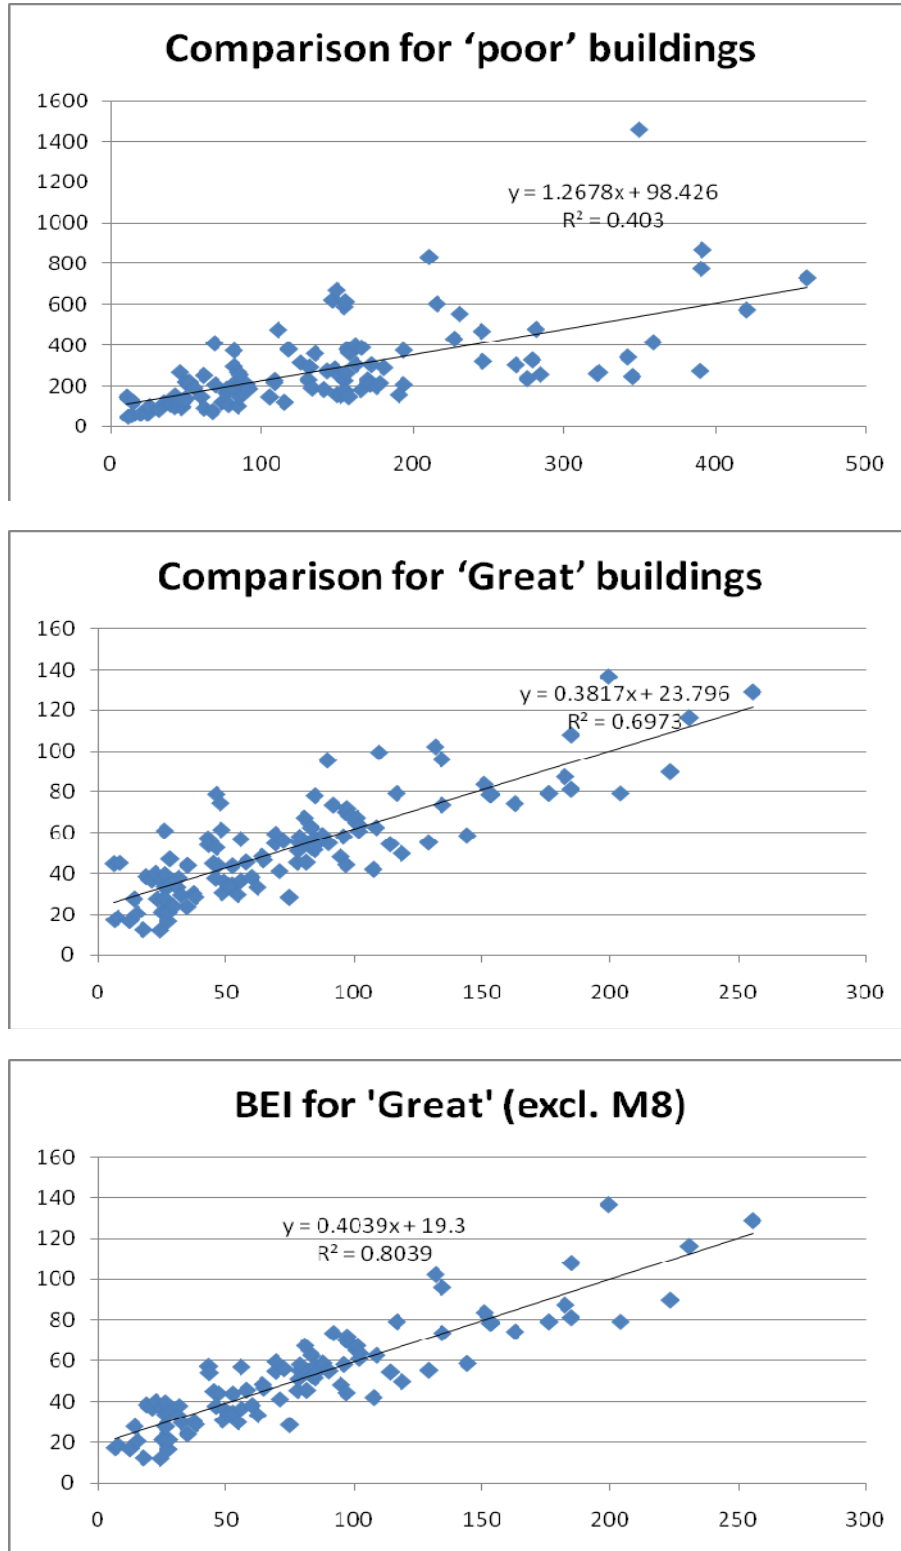 Comparison for ‘poor’ buildings
1600
1400
1200
1000
800
600
400
200
0
y = 1.2678x + 98.426
R² = 0.403
0 100 200 300 400 500
Comparison for ‘Great’ buildings
160
140
120
100
80
60
40
20
0
y = 0.3817x + 23.796
R² = 0.6973
0 50 100 150 200 250 300
BEI for 'Great' (excl. M8)
160
140
120
100
80
60
40
20
0
y = 0.4039x + 19.3
R² = 0.8039
0 50 100 150 200 250 300